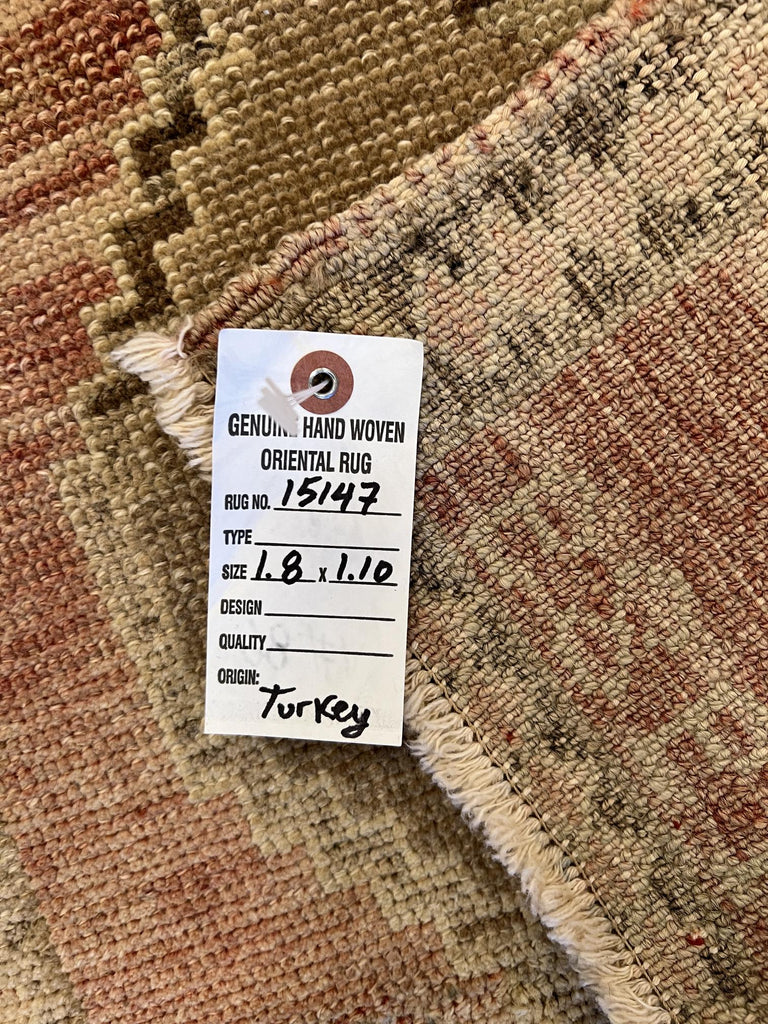 GENUINE HAND WOVEN
ORIENTAL RUG
RUG NO. 15147
TYPE
SIZE 1.8 x 1.10
DESIGN
QUALITY
ORIGIN:
Turkey